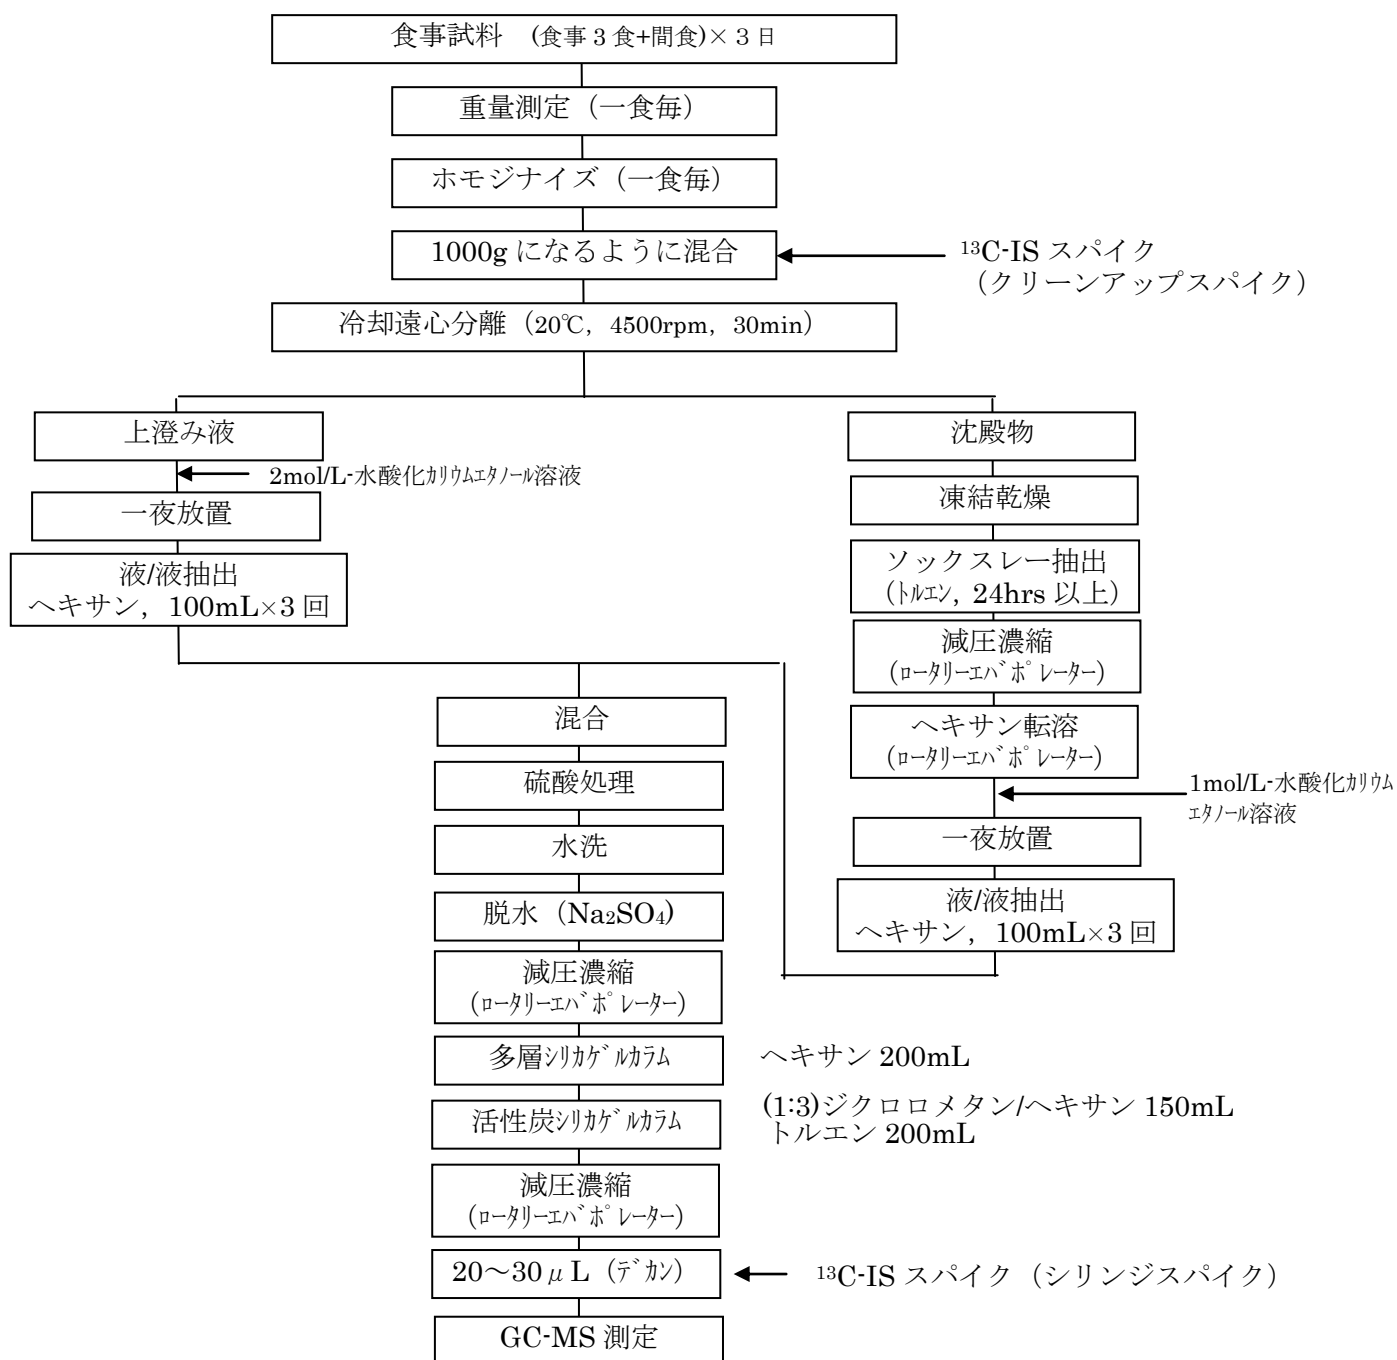 食事試料 (食事3食+間食)×3日
重量測定(一食毎)
ホモジナイズ(一食毎)
1000gになるように混合
¹³C-IS スパイク
(クリーンアップスパイク)
冷却遠心分離(20℃, 4500rpm, 30min)
上澄み液
2mol/L-水酸化ｶﾘｳﾑｴﾀﾉｰﾙ溶液
一夜放置
液/液抽出
ヘキサン, 100mL×3回
沈殿物
凍結乾燥
ソックスレー抽出
(ﾄﾙｴﾝ, 24hrs 以上)
減圧濃縮
(ﾛｰﾀﾘｰｴﾊﾞﾎﾟﾚｰﾀｰ)
ヘキサン転溶
(ﾛｰﾀﾘｰｴﾊﾞﾎﾟﾚｰﾀｰ)
1mol/L-水酸化ｶﾘｳﾑ
ｴﾀﾉｰﾙ溶液
一夜放置
液/液抽出
ヘキサン, 100mL×3回
混合
硫酸処理
水洗
脱水(Na₂SO₄)
減圧濃縮
(ﾛｰﾀﾘｰｴﾊﾞﾎﾟﾚｰﾀｰ)
多層ｼﾘｶｹﾞﾙｶﾗﾑ
ヘキサン 200mL
活性炭ｼﾘｶｹﾞﾙｶﾗﾑ
(1:3)ジクロロメタン/ヘキサン 150mL
トルエン 200mL
減圧濃縮
(ﾛｰﾀﾘｰｴﾊﾞﾎﾟﾚｰﾀｰ)
20～30μL(ﾃﾞｶﾝ)
¹³C-IS スパイク(シリンジスパイク)
GC-MS 測定